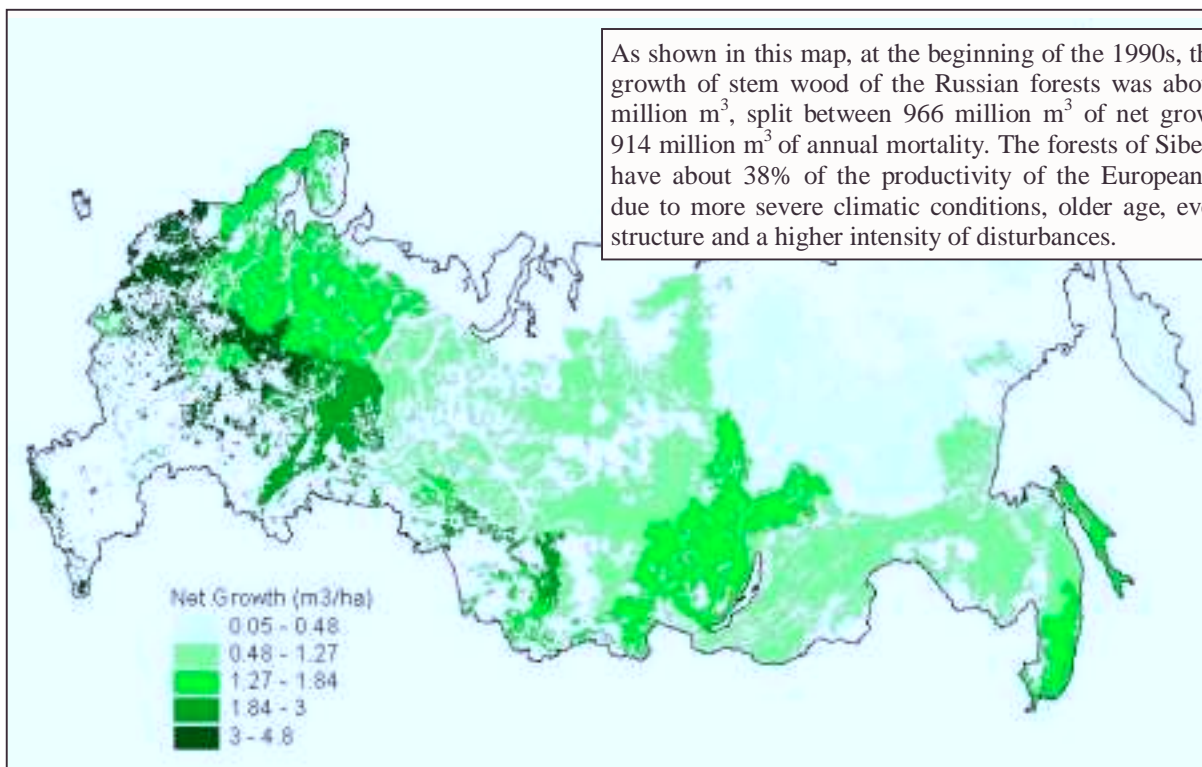 As shown in this map, at the beginning of the 1990s, th
growth of stem wood of the Russian forests was abo
million m³, split between 966 million m³ of net grow
914 million m³ of annual mortality. The forests of Sibe
have about 38% of the productivity of the European
due to more severe climatic conditions, older age, eve
structure and a higher intensity of disturbances.
Net Growth (m3/ha)
0.05 - 0.48
0.48 - 1.27
1.27 - 1.84
1.84 - 3
3 - 4.8